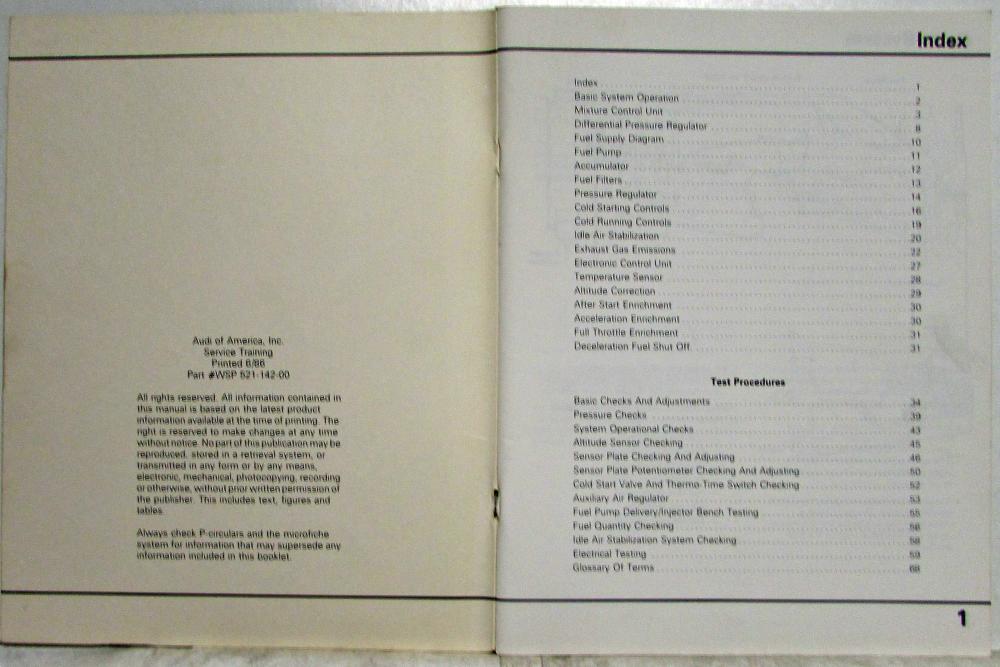 Audi of America, Inc.
Service Training
Printed 6/86
Part #WSP 521-142-00
All rights reserved. All information contained in
this manual is based on the latest product
information available at the time of printing. The
right is reserved to make changes at any time
without notice. No part of this publication may be
reproduced, stored in a retrieval system, or
transmitted in any form or by any means,
electronic, mechanical, photocopying, recording
or otherwise, without prior written permission of
the publisher. This includes text, figures and
tables.
Always check P-circulars and the microfiche
system for information that may supersede any
information included in this booklet.
Index
Index 1
Basic System Operation 2
Mixture Control Unit 3
Differential Pressure Regulator 8
Fuel Supply Diagram 10
Fuel Pump 11
Accumulator 12
Fuel Filters 13
Pressure Regulator 14
Cold Starting Controls 16
Cold Running Controls 19
Idle Air Stabilization 20
Exhaust Gas Emissions 22
Electronic Control Unit 27
Temperature Sensor 28
Altitude Correction 29
After Start Enrichment 30
Acceleration Enrichment 30
Full Throttle Enrichment 31
Deceleration Fuel Shut Off 31
Test Procedures
Basic Checks And Adjustments 34
Pressure Checks 39
System Operational Checks 43
Altitude Sensor Checking 45
Sensor Plate Checking And Adjusting 46
Sensor Plate Potentiometer Checking And Adjusting 50
Cold Start Valve And Thermo-Time Switch Checking 52
Auxiliary Air Regulator 53
Fuel Pump Delivery/Injector Bench Testing 55
Fuel Quantity Checking 56
Idle Air Stabilization System Checking 58
Electrical Testing 59
Glossary Of Terms 68
1